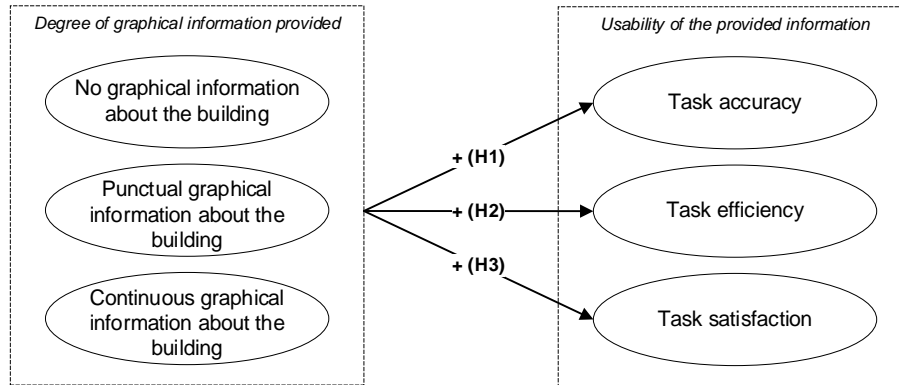 Degree of graphical information provided
No graphical information
about the building
Punctual graphical
information about the
building
Continuous graphical
information about the
building
+ (H1)
+ (H2)
+ (H3)
Usability of the provided information
Task accuracy
Task efficiency
Task satisfaction